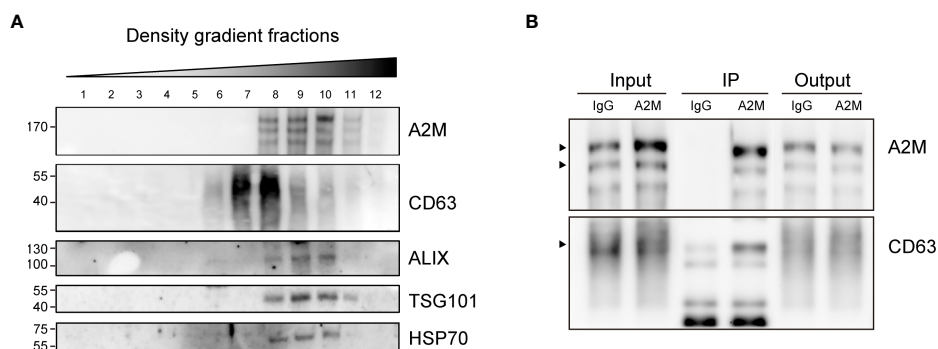 A
Density gradient fractions
1 2 3 4 5 6 7 8 9 10 11 12
170
A2M
55
40
CD63
130
100
ALIX
55
40
TSG101
75
55
HSP70
B
Input IP Output
IgG A2M IgG A2M IgG A2M
A2M
CD63